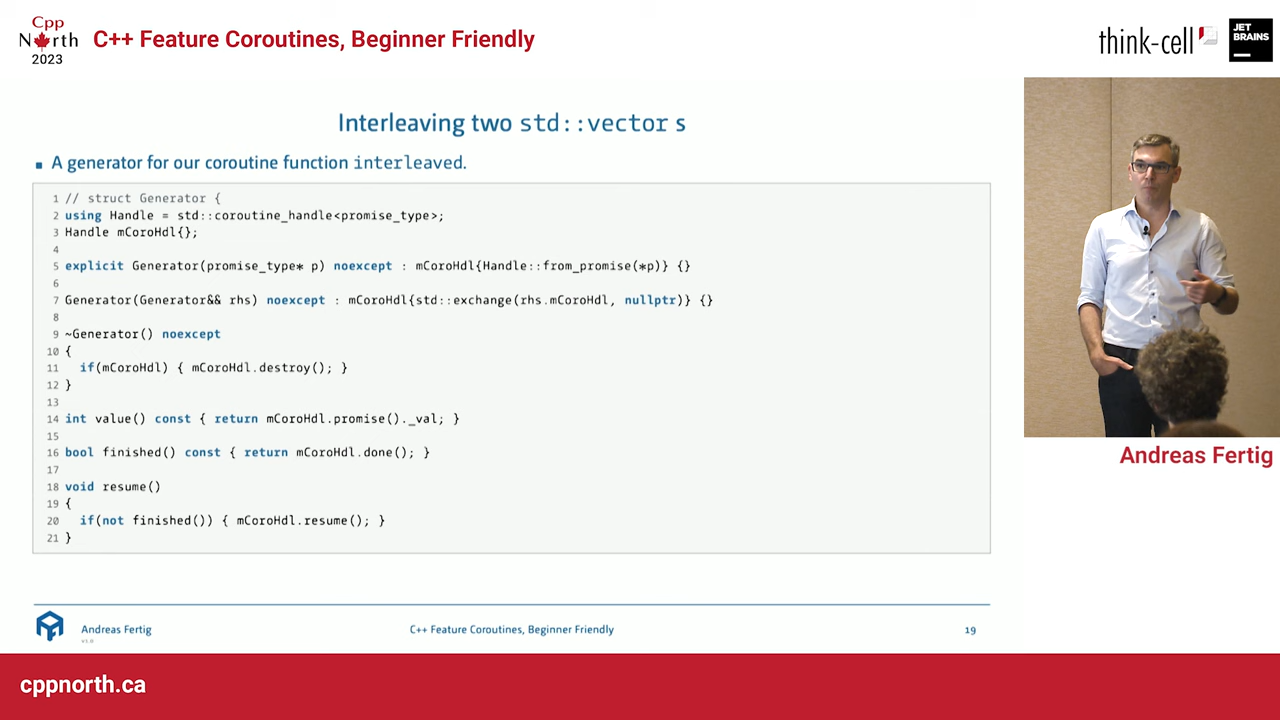 Cpp
North
2023
C++ Feature Coroutines, Beginner Friendly
think-cell
JET
BRAINS
Interleaving two std::vector s
A generator for our coroutine function interleaved.
1 // struct Generator {
2 using Handle = std::coroutine_handle<promise_type>;
3 Handle mCoroHdl{};
4
5 explicit Generator(promise_type* p) noexcept : mCoroHdl{Handle::from_promise(*p)} {}
6
7 Generator(Generator&& rhs) noexcept : mCoroHdl{std::exchange(rhs.mCoroHdl, nullptr)} {}
8
9 ~Generator() noexcept
10 {
11   if(mCoroHdl) { mCoroHdl.destroy(); }
12 }
13
14 int value() const { return mCoroHdl.promise()._val; }
15
16 bool finished() const { return mCoroHdl.done(); }
17
18 void resume()
19 {
20   if(not finished()) { mCoroHdl.resume(); }
21 }
Andreas Fertig
Andreas Fertig
C++ Feature Coroutines, Beginner Friendly
19
cppnorth.ca